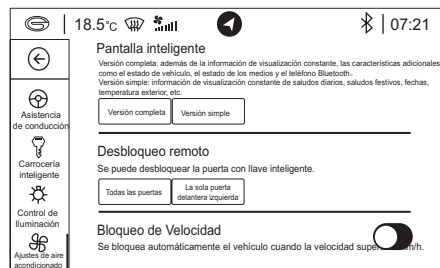 18.5°c
07:21
Pantalla inteligente
Versión completa: además de la información de visualización constante, las características adicionales
como el estado de vehículo, el estado de los medios y el teléfono Bluetooth.
Versión simple: información de visualización constante de saludos diarios, saludos festivos, fechas,
temperatura exterior, etc.
Versión completa
Versión simple
Desbloqueo remoto
Se puede desbloquear la puerta con llave inteligente.
Todas las puertas
La sola puerta
delantera izquierda
Bloqueo de Velocidad
Se bloquea automáticamente el vehículo cuando la velocidad
Asistencia
de conducción
Carrocería
inteligente
Control de
Iluminación
Ajustes de aire
acondicionado